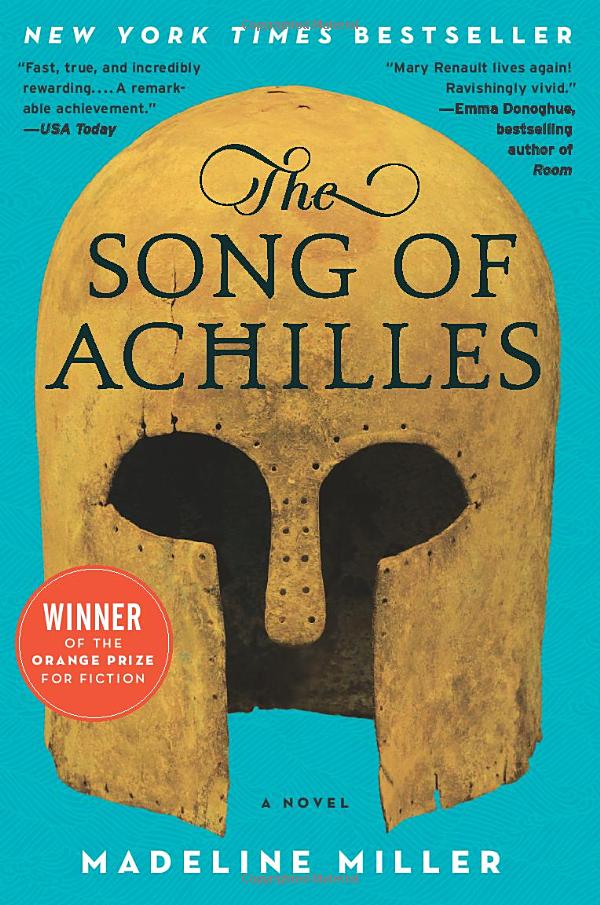 NEW YORK TIMES BESTSELLER
“Fast, true, and incredibly
rewarding.... A remark-
able achievement.”
—USA Today
“Mary Renault lives again!
Ravishingly vivid.”
—Emma Donoghue,
bestselling
author of
Room
The
SONG OF
ACHILLES
WINNER
OF THE
ORANGE PRIZE
FOR FICTION
A NOVEL
MADELINE MILLER
Copyrighted Material